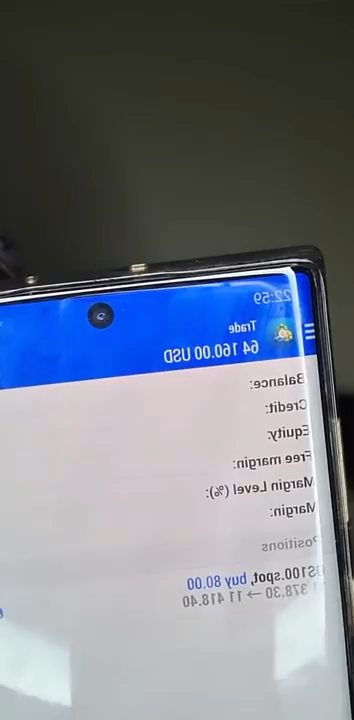 22:59
Trade
64 160.00 USD
Balance:
Credit:
Equity:
Free margin:
Margin Level (%):
Margin:
Positions
US100.spot, buy 80.00
378.30 → 11 418.40